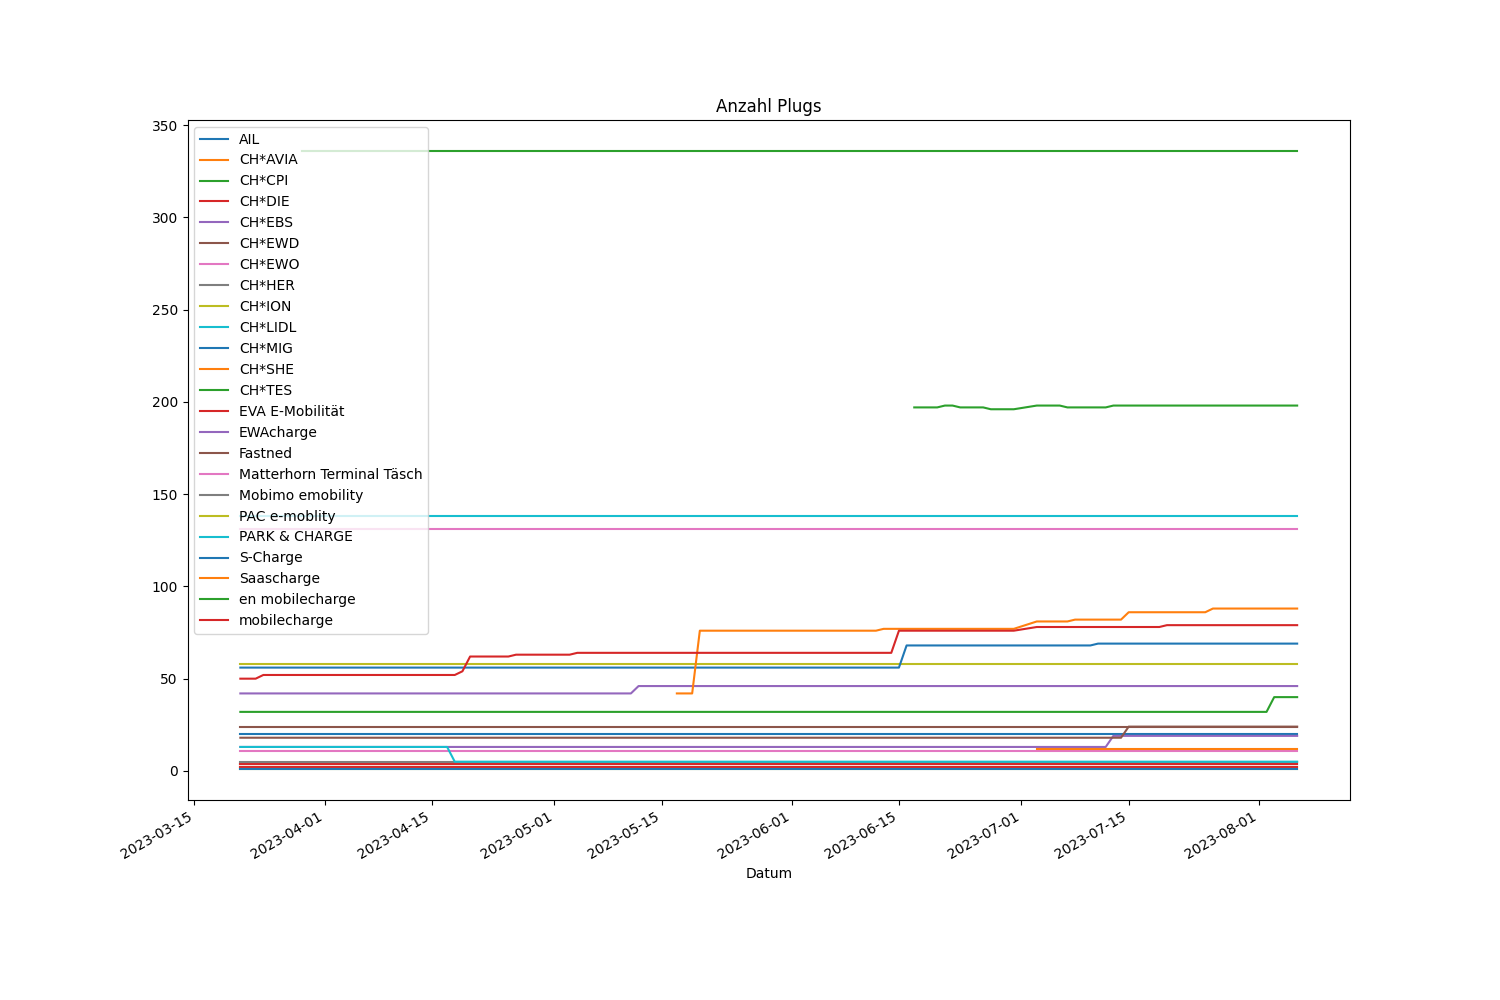 Anzahl Plugs
350
300
250
200
150
100
50
0
AIL
CH*AVIA
CH*CPI
CH*DIE
CH*EBS
CH*EWD
CH*EWO
CH*HER
CH*ION
CH*LIDL
CH*MIG
CH*SHE
CH*TES
EVA E-Mobilität
EWAcharge
Fastned
Matterhorn Terminal Täsch
Mobimo emobility
PAC e-moblity
PARK & CHARGE
S-Charge
Saascharge
en mobilecharge
mobilecharge
2023-03-15
2023-04-01
2023-04-15
2023-05-01
2023-05-15
2023-06-01
2023-06-15
2023-07-01
2023-07-15
2023-08-01
Datum